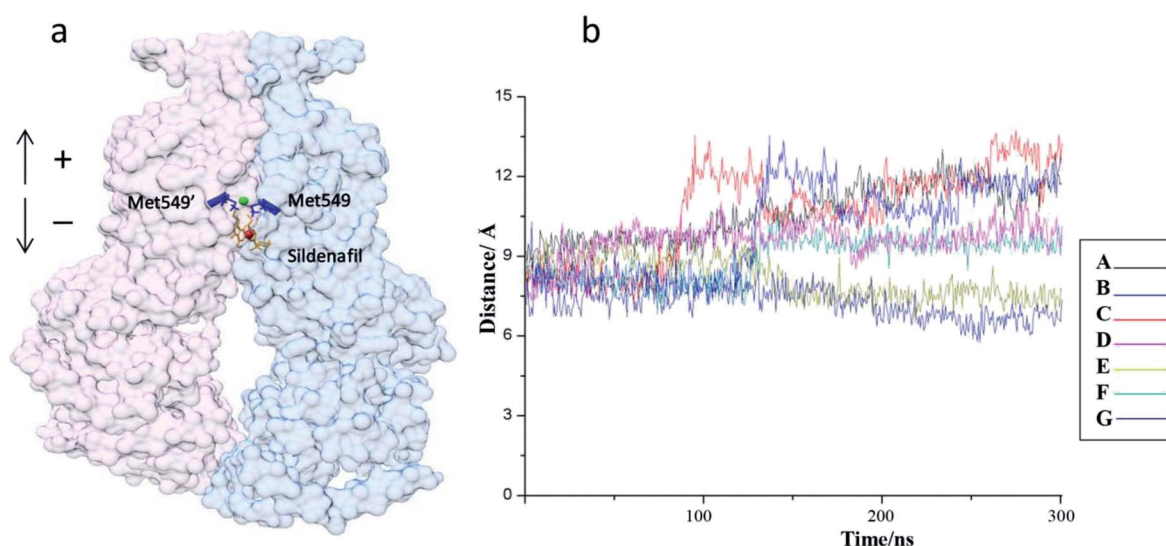 a
+
−
Met549’
Met549
Sildenafil
b
15
12
9
6
3
0
100
200
300
Distance/ Å
Time/ns
A
B
C
D
E
F
G